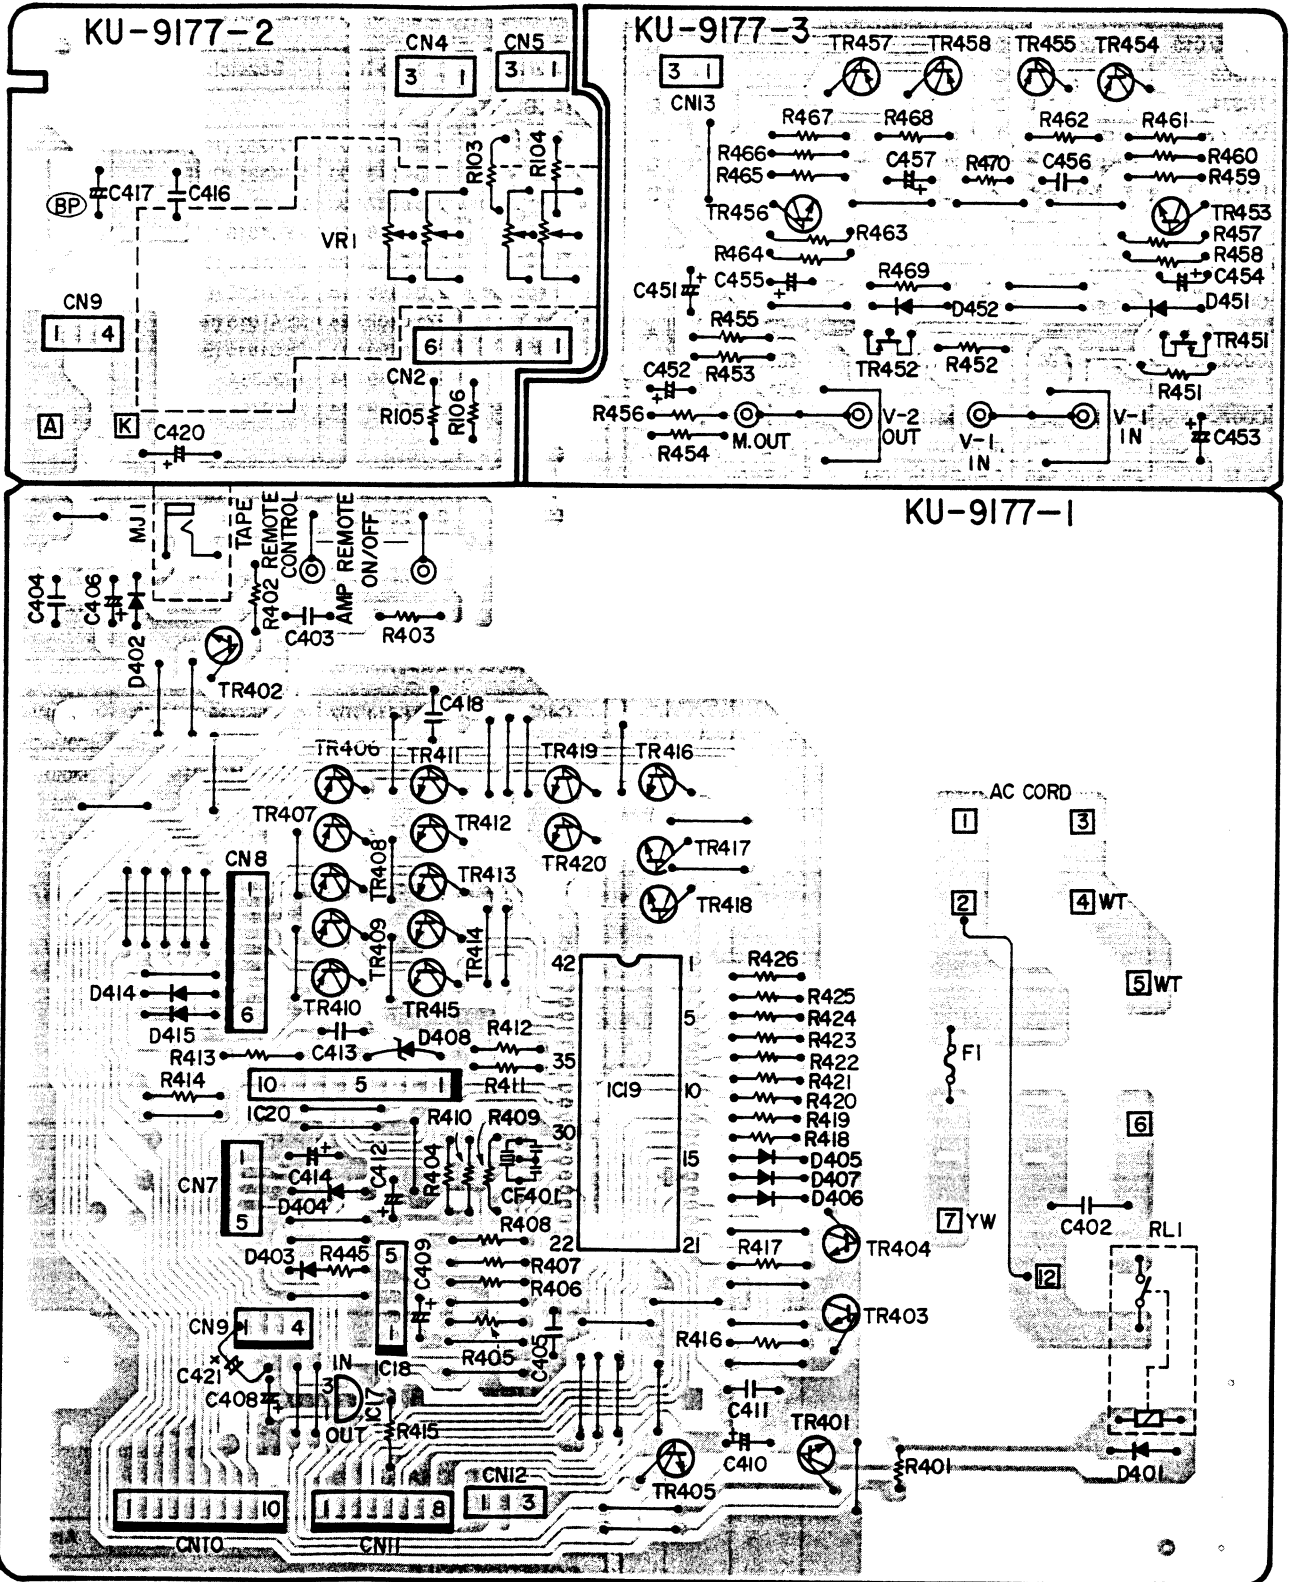 KU-9177-2
CN4
CN5
3 1
3 1
R103
R104
C417
C416
BP
VR1
CN9
1 4
6 1
CN2
R105
R106
A
K
C420
KU-9177-3
TR457
TR458
TR455
TR454
3 1
CN13
R467
R468
R462
R461
R466
C457
R470
C456
R460
R465
R459
TR456
TR453
R463
R457
R464
R458
C451
C455
R469
C454
D452
D451
R455
TR451
R453
TR452
R452
C452
R451
R456
M.OUT
V-2
OUT
V-1
IN
V-1
IN
C453
R454
KU-9177-1
MJ1
TAPE
R402
REMOTE
CONTROL
AMP REMOTE
ON/OFF
C404
C406
D402
C403
R403
TR402
C418
TR406
TR411
TR419
TR416
TR407
TR412
TR408
TR420
TR417
CN8
1
TR413
TR418
TR409
TR414
6
TR410
TR415
D414
D415
R413
C413
D408
R412
R414
10 5 1
R411
IC20
R410
R409
42
1
5
35
IC19
10
30
15
22
21
R426
R425
R424
R423
R422
R421
R420
R419
R418
D405
D407
D406
CN7
1
5
C414
D404
C412
R404
CF401
R408
D403
R445
5
1
C409
R407
R406
R417
TR404
TR403
CN9
1 4
R405
C405
R416
C421
C408
IN
3
1
OUT
IC17
IC18
R415
C411
TR401
C410
TR405
R401
D401
CN12
1 3
1 10
CN10
1 8
CN11
AC CORD
1
3
2
4 WT
5 WT
F1
6
7 YW
C402
RL1
12